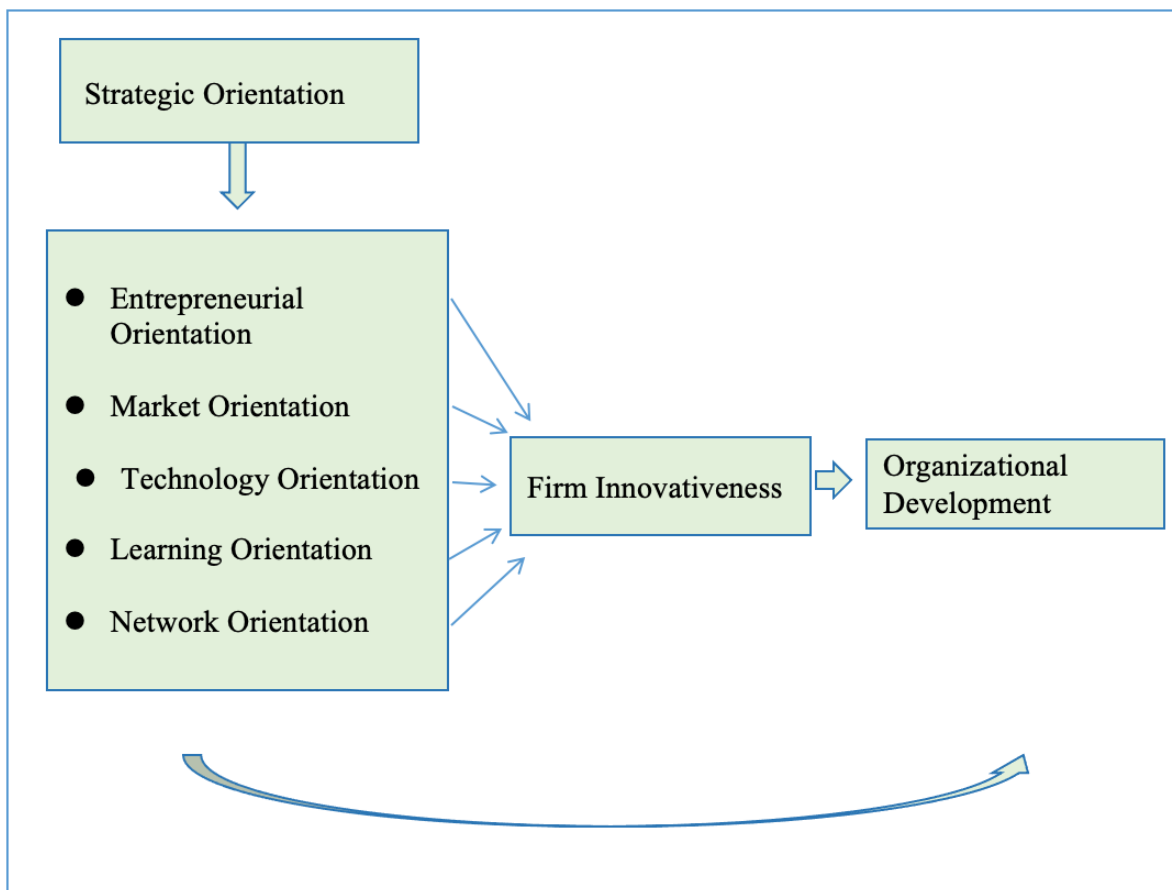 Strategic Orientation
● Entrepreneurial
Orientation
● Market Orientation
● Technology Orientation
● Learning Orientation
● Network Orientation
Firm Innovativeness
Organizational
Development